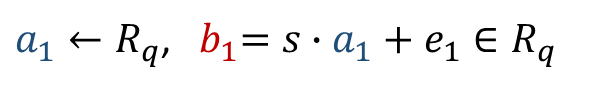 a₁ ← R_q, b₁= s · a₁ + e₁ ∈ R_q